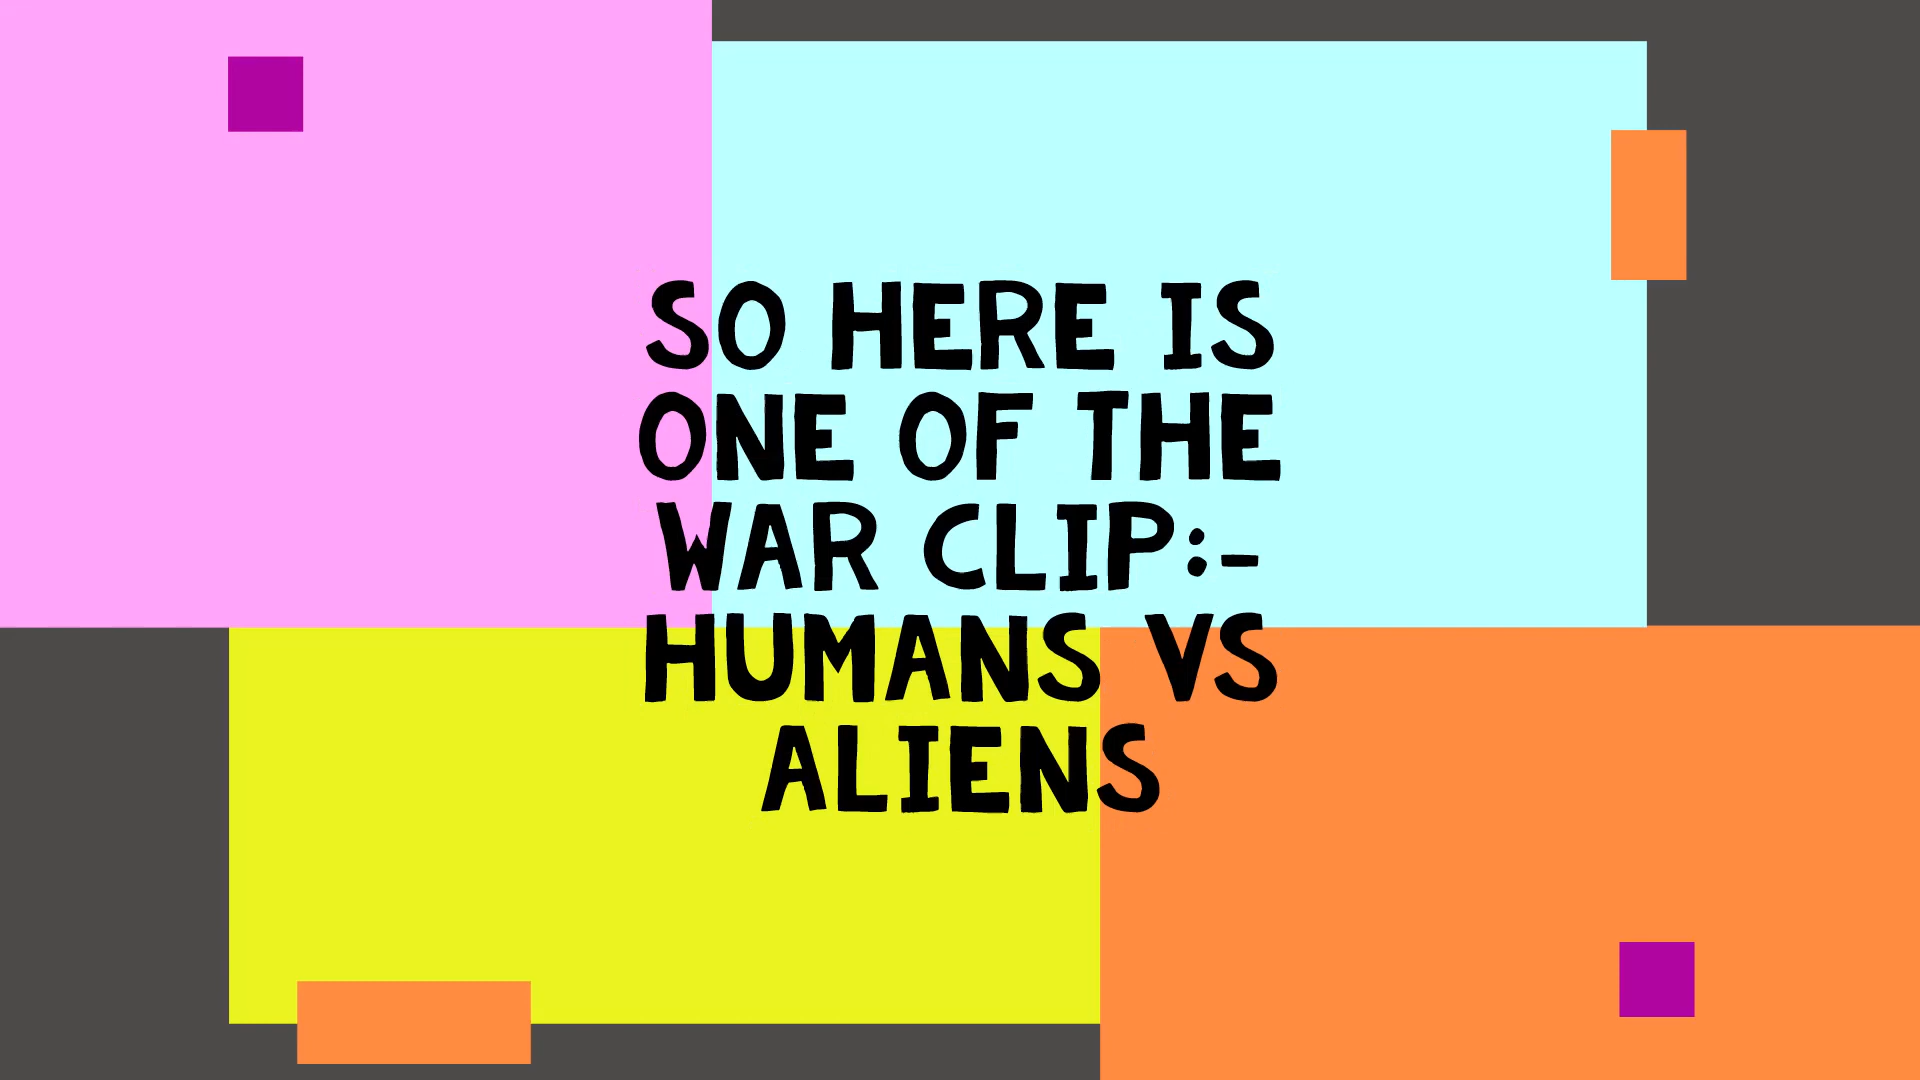 SO HERE IS
ONE OF THE
WAR CLIP:-
HUMANS VS
ALIENS